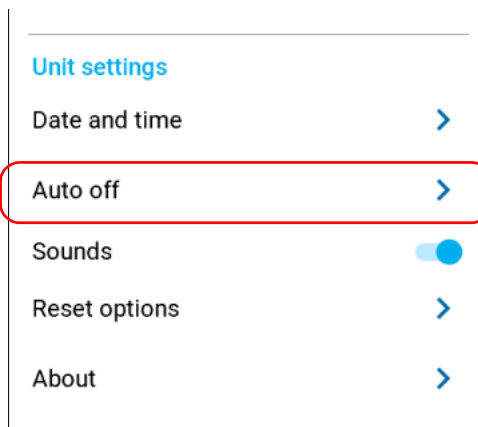 Unit settings
Date and time
Auto off
Sounds
Reset options
About